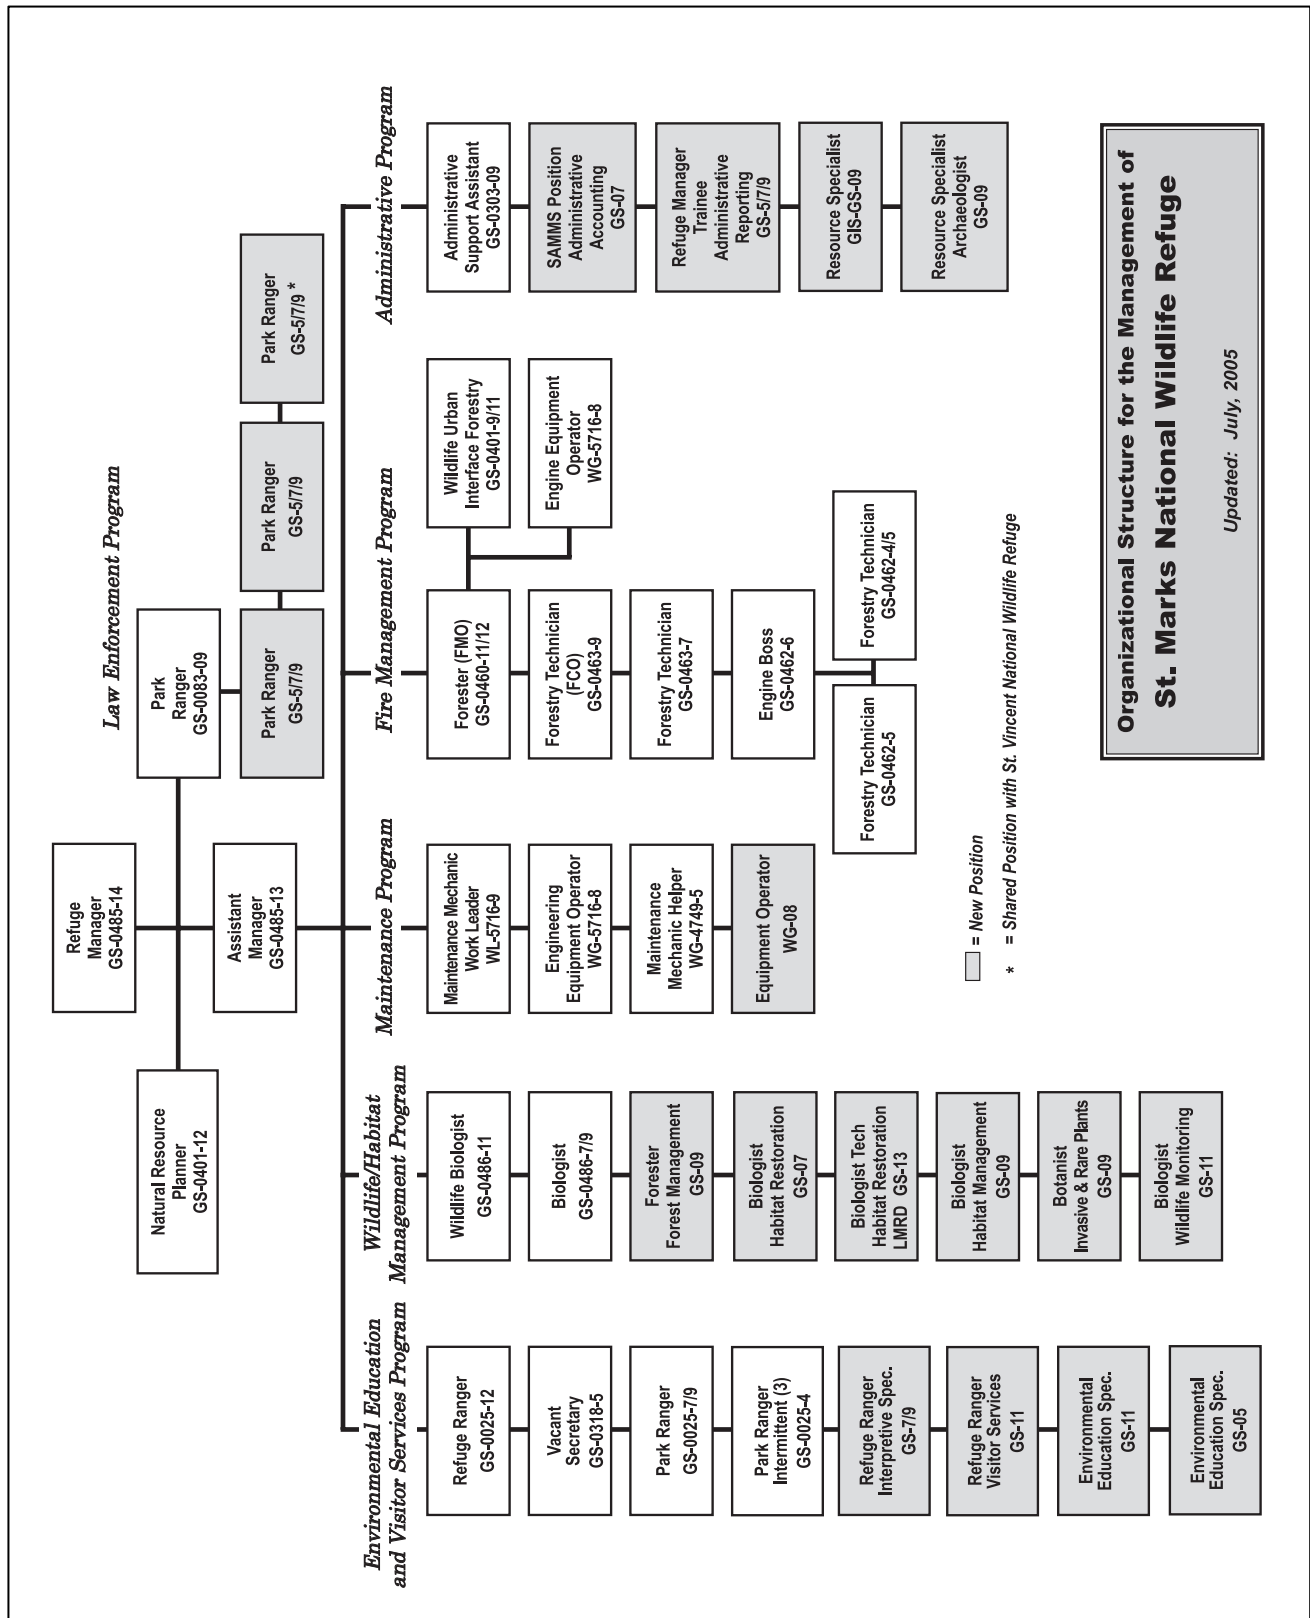 Refuge
Manager
GS-0485-14
Natural Resource
Planner
GS-0401-12
Law Enforcement Program
Park
Ranger
GS-0083-09
Assistant
Manager
GS-0485-13
Park Ranger
GS-5/7/9
Park Ranger
GS-5/7/9
Park Ranger
GS-5/7/9 *
Environmental Education
and Visitor Services Program
Refuge Ranger
GS-0025-12
Vacant
Secretary
GS-0318-5
Park Ranger
GS-0025-7/9
Park Ranger
Intermittent (3)
GS-0025-4
Refuge Ranger
Interpretive Spec.
GS-7/9
Refuge Ranger
Visitor Services
GS-11
Environmental
Education Spec.
GS-11
Environmental
Education Spec.
GS-05
Wildlife/Habitat
Management Program
Wildlife Biologist
GS-0486-11
Biologist
GS-0486-7/9
Forester
Forest Management
GS-09
Biologist
Habitat Restoration
GS-07
Biologist Tech
Habitat Restoration
LMRD GS-13
Biologist
Habitat Management
GS-09
Botanist
Invasive & Rare Plants
GS-09
Biologist
Wildlife Monitoring
GS-11
Maintenance Program
Maintenance Mechanic
Work Leader
WL-5716-9
Engineering
Equipment Operator
WG-5716-8
Maintenance
Mechanic Helper
WG-4749-5
Equipment Operator
WG-08
Fire Management Program
Forester (FMO)
GS-0460-11/12
Wildlife Urban
Interface Forestry
GS-0401-9/11
Engine Equipment
Operator
WG-5716-8
Forestry Technician
(FCO)
GS-0463-9
Forestry Technician
GS-0463-7
Engine Boss
GS-0462-6
Forestry Technician
GS-0462-5
Forestry Technician
GS-0462-4/5
Administrative Program
Administrative
Support Assistant
GS-0303-09
SAMMS Position
Administrative
Accounting
GS-07
Refuge Manager
Trainee
Administrative
Reporting
GS-5/7/9
Resource Specialist
GIS-GS-09
Resource Specialist
Archaeologist
GS-09
= New Position
* = Shared Position with St. Vincent National Wildlife Refuge
Organizational Structure for the Management of
St. Marks National Wildlife Refuge
Updated: July, 2005